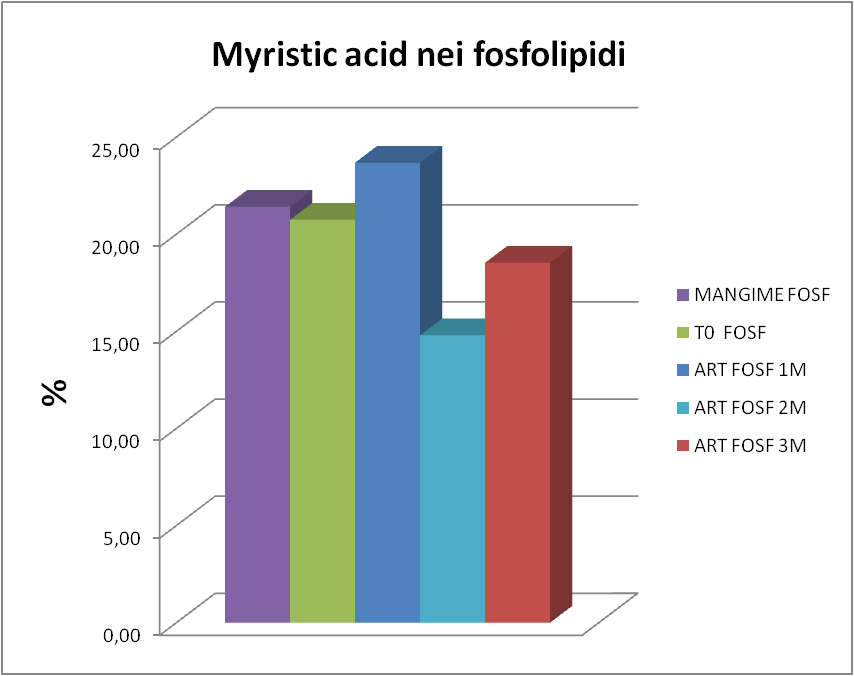 Myristic acid nei fosfolipidi
%
25,00
20,00
15,00
10,00
5,00
0,00
MANGIME FOSF
T0 FOSF
ART FOSF 1M
ART FOSF 2M
ART FOSF 3M